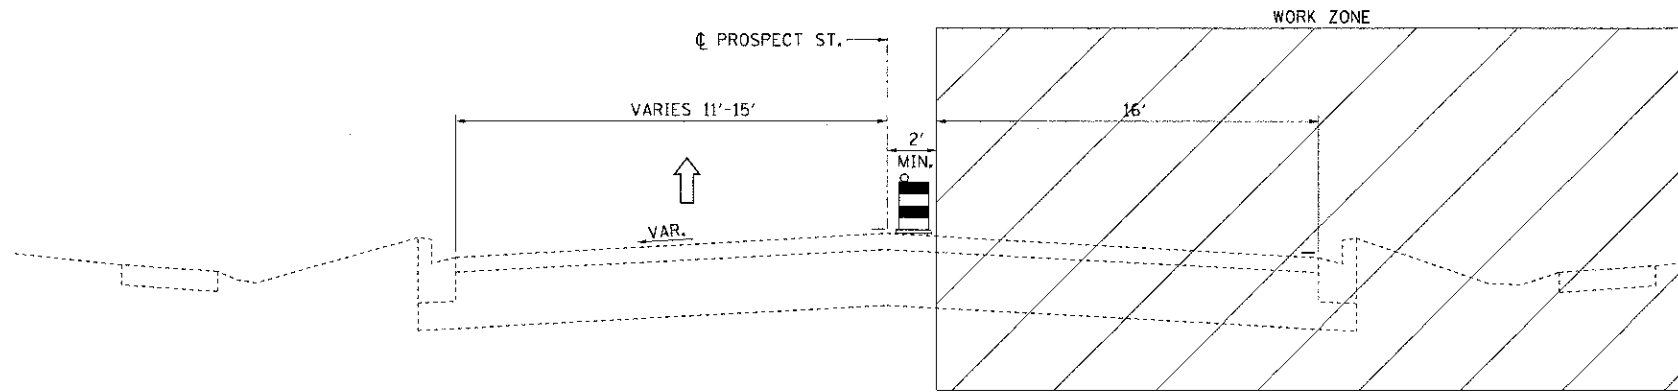 WORK ZONE
℄ PROSPECT ST.
VARIES 11'-15'
16'
2'
MIN.
VAR.